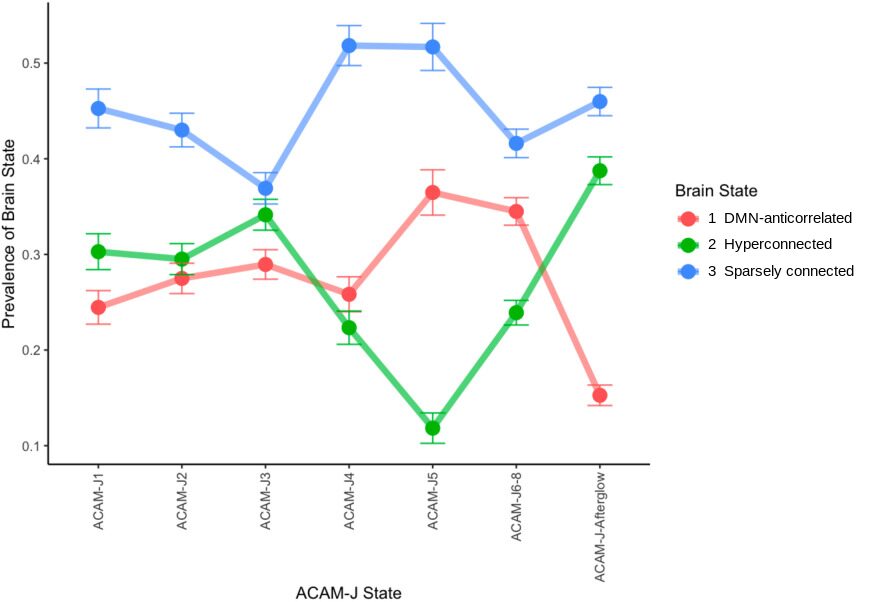 Prevalence of Brain State
0.5
0.4
0.3
0.2
0.1
ACAM-J1
ACAM-J2
ACAM-J3
ACAM-J4
ACAM-J5
ACAM-J6-8
ACAM-J-Afterglow
ACAM-J State
Brain State
1 DMN-anticorrelated
2 Hyperconnected
3 Sparsely connected